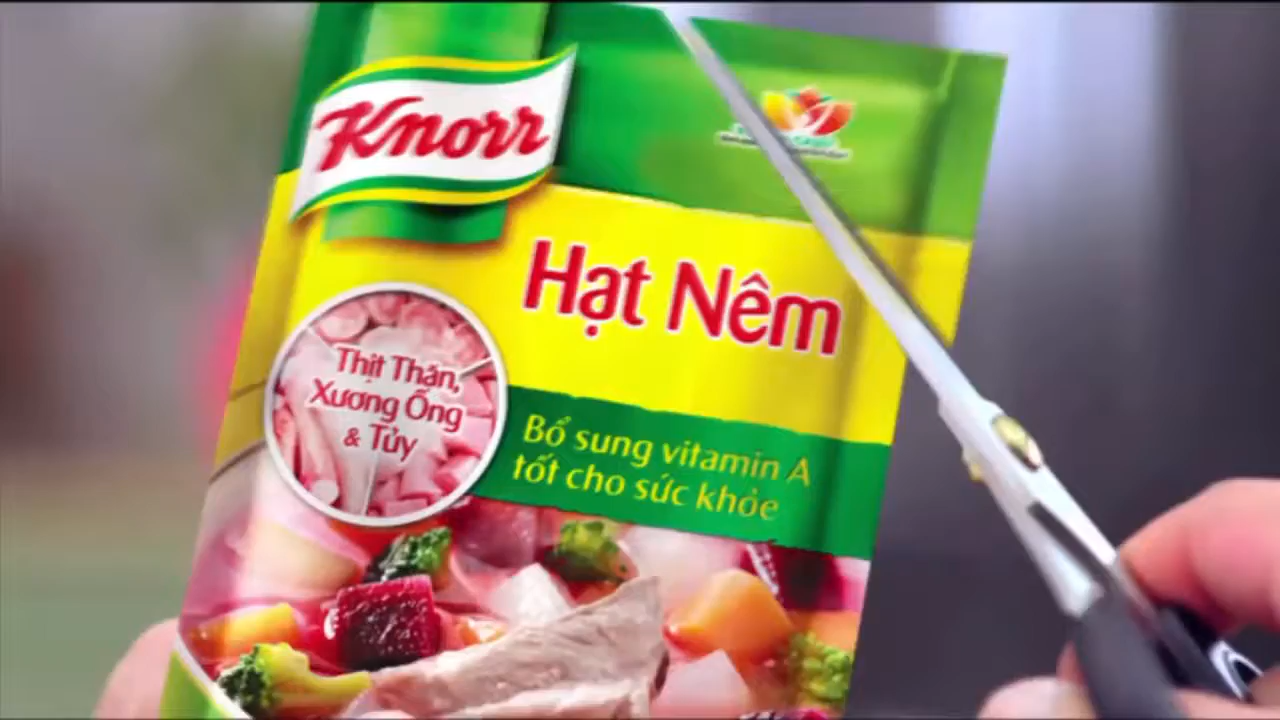 Knorr
Hạt Nêm
Thịt Thăn,
Xương Ống
& Tủy
Bổ sung vitamin A
tốt cho sức khỏe